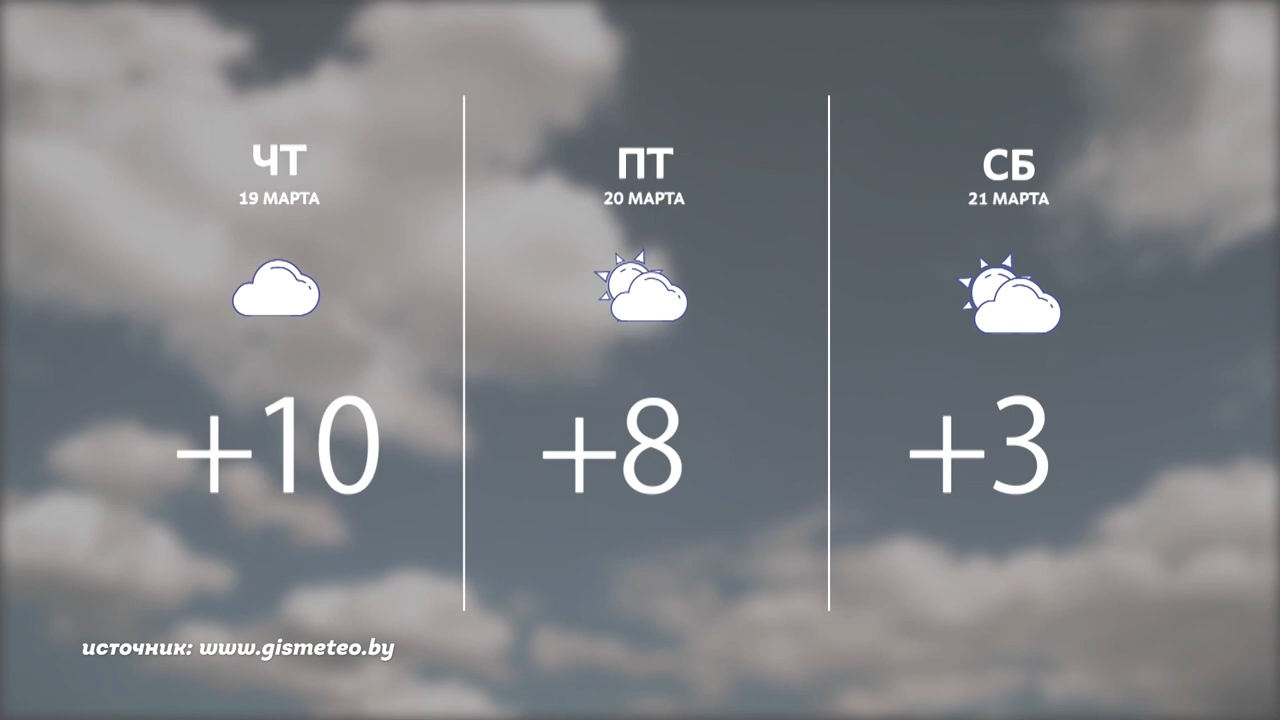 ЧТ
19 МАРТА
+10
ПТ
20 МАРТА
+8
СБ
21 МАРТА
+3
источник: www.gismeteo.by